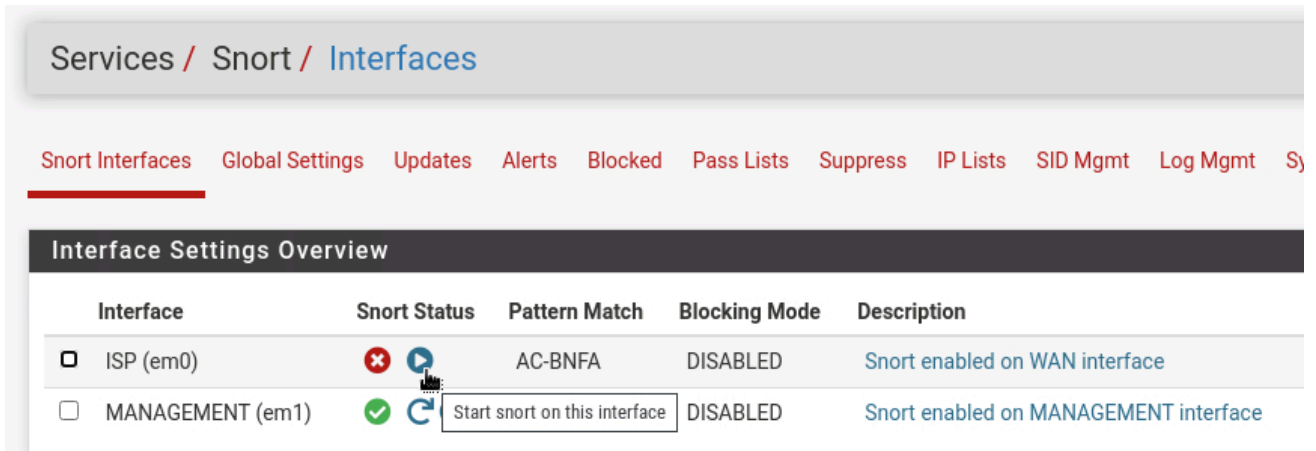 Services / Snort / Interfaces
Snort Interfaces Global Settings Updates Alerts Blocked Pass Lists Suppress IP Lists SID Mgmt Log Mgmt Sy
Interface Settings Overview
Interface Snort Status Pattern Match Blocking Mode Description
ISP (em0) AC-BNFA DISABLED Snort enabled on WAN interface
MANAGEMENT (em1) Start snort on this interface DISABLED Snort enabled on MANAGEMENT interface